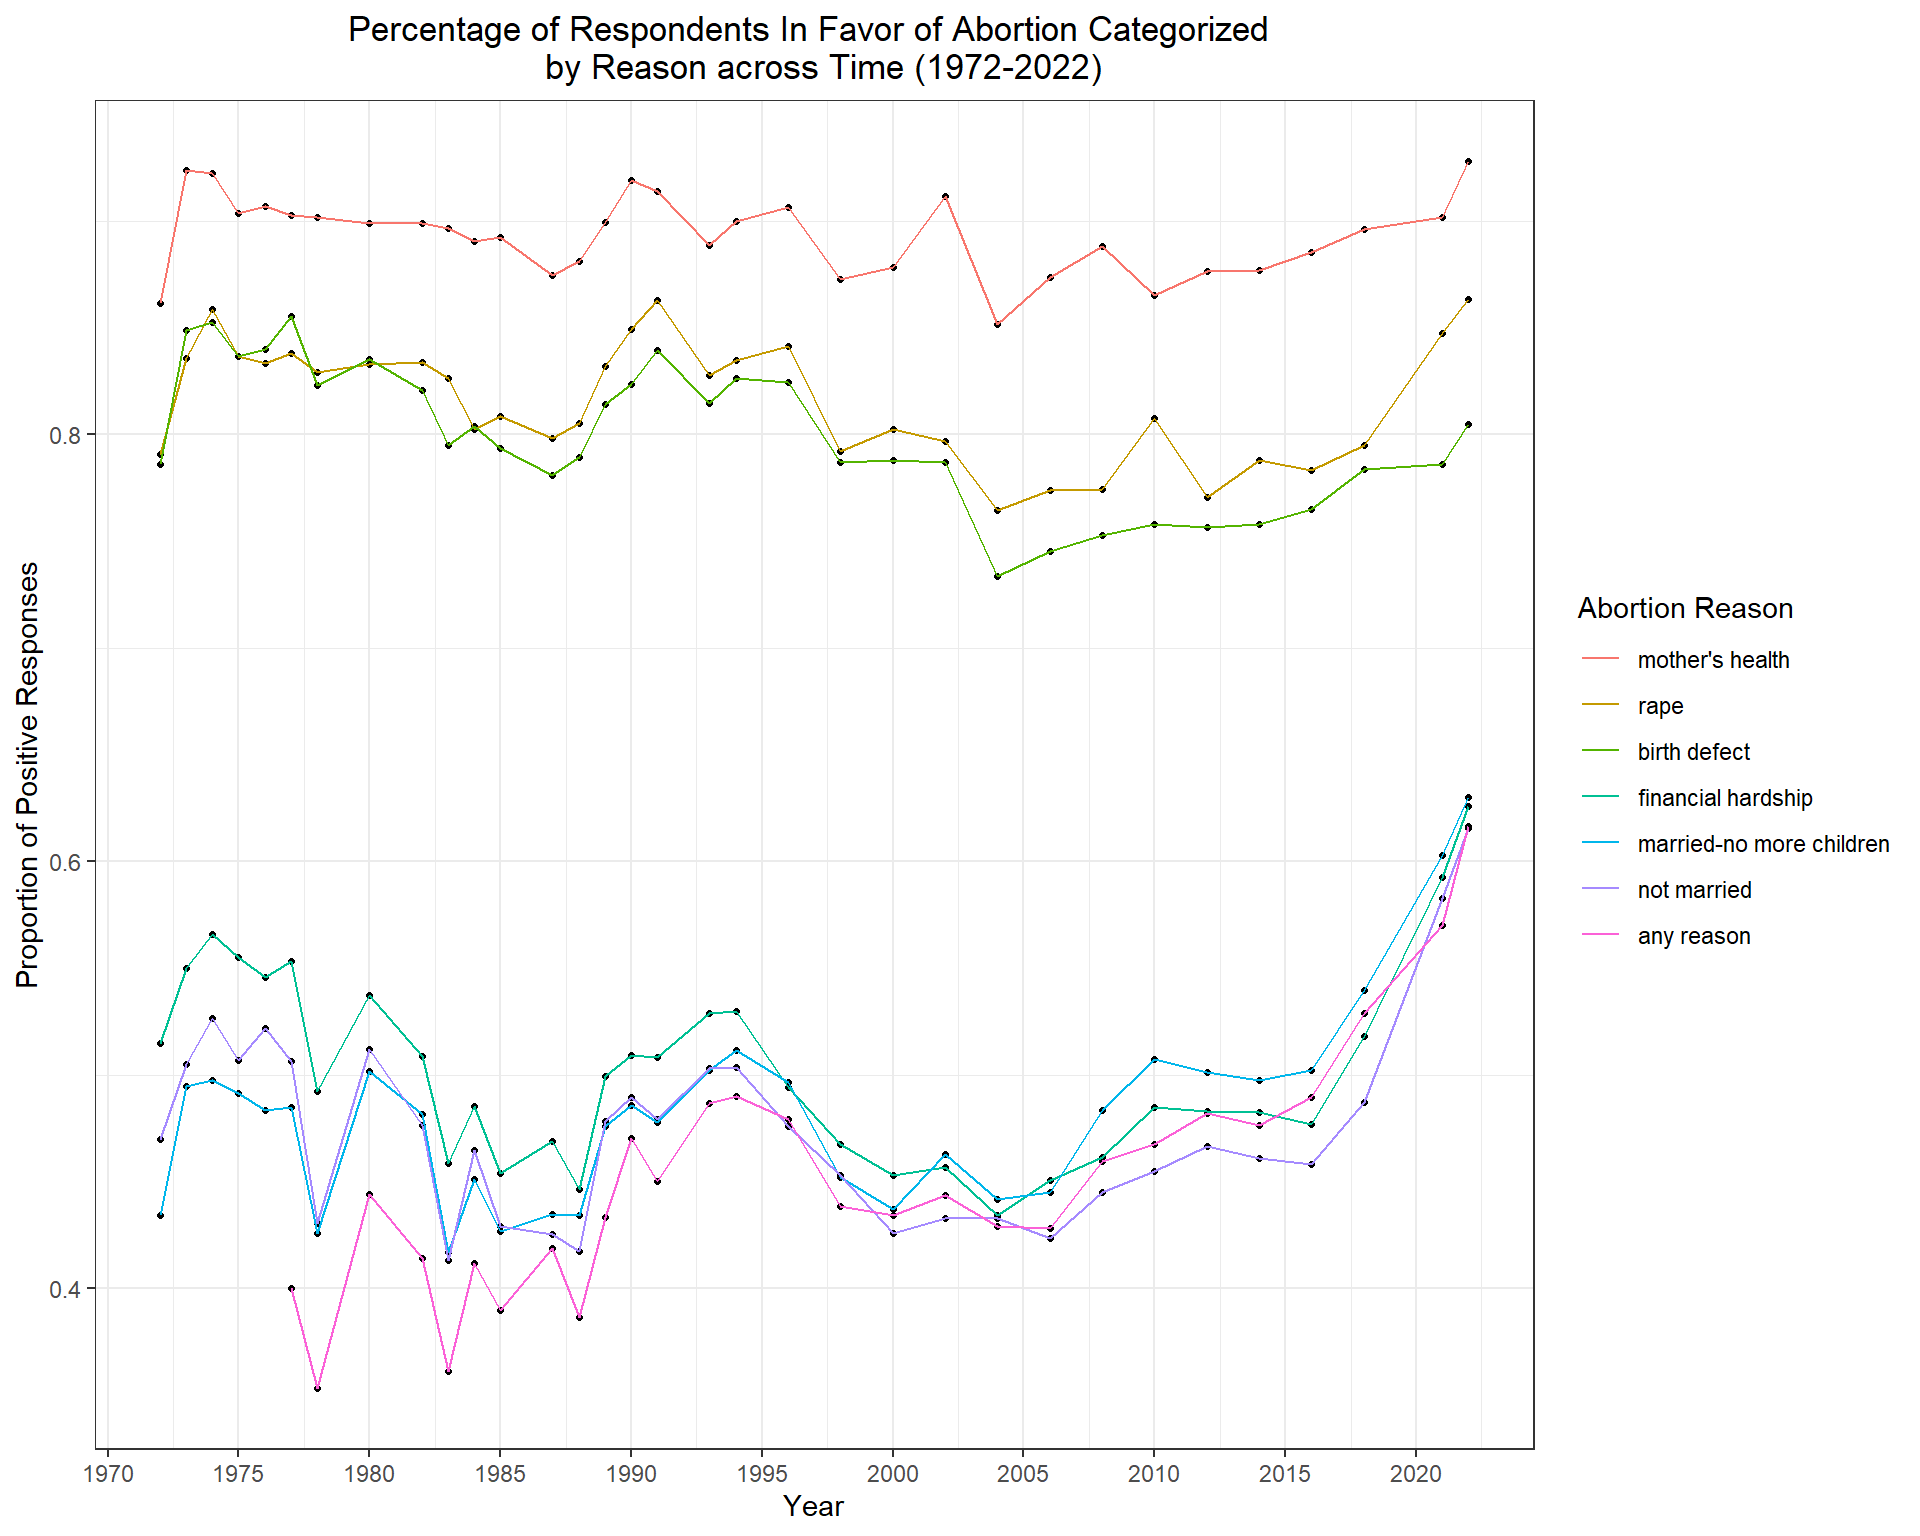 Percentage of Respondents In Favor of Abortion Categorized
by Reason across Time (1972-2022)
Proportion of Positive Responses
0.8
0.6
0.4
1970 1975 1980 1985 1990 1995 2000 2005 2010 2015 2020
Year
Abortion Reason
mother's health
rape
birth defect
financial hardship
married-no more children
not married
any reason